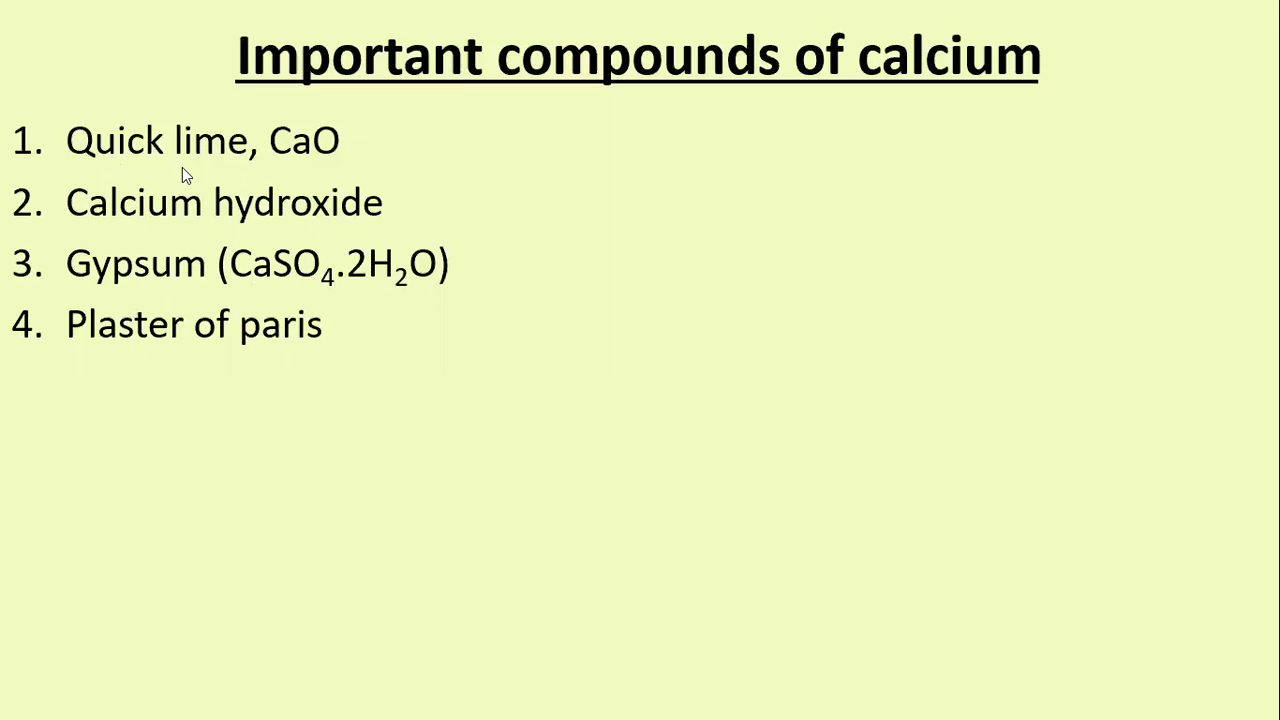 Important compounds of calcium
1. Quick lime, CaO
2. Calcium hydroxide
3. Gypsum (CaSO₄.2H₂O)
4. Plaster of paris